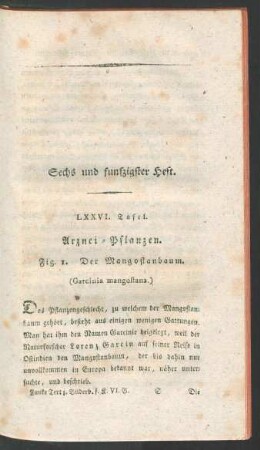 Sechs und funfzigster Heft.
LXXVI. Tafel.
Arznei-Pflanzen.
Fig. 1. Der Mangostanbaum.
(Garcinia mangostana.)
Das Pflanzengeschlecht, zu welchem der Mangostan-
baum gehört, besteht aus einigen wenigen Gattungen.
Man hat ihm den Namen Garcinie beigelegt, weil der
Naturforscher Lorenz Garcin auf seiner Reise in
Ostindien den Mangostanbaum, der bis dahin nur
unvollkommen in Europa bekannt war, näher unter-
suchte, und beschrieb.
Funke Text z. Bilderb. f. K. VI. B. S Die